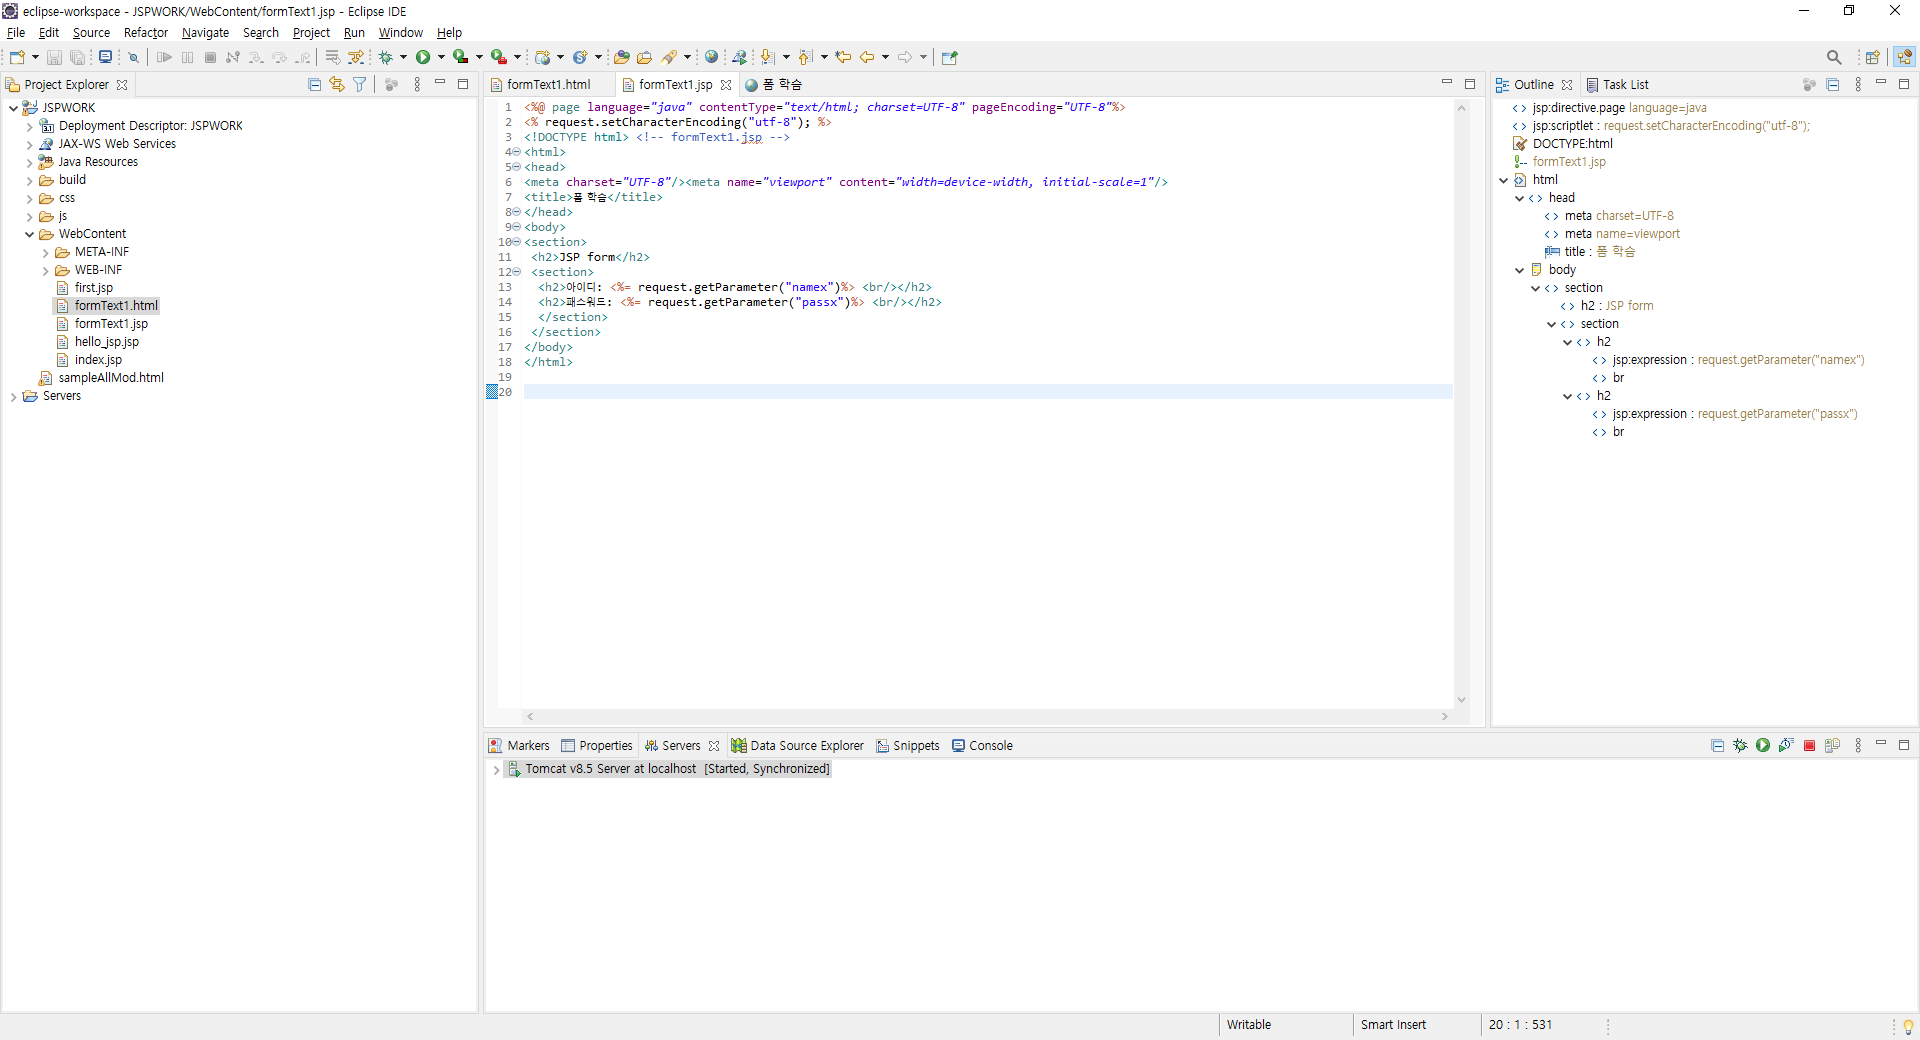 eclipse-workspace - JSPWORK/WebContent/formText1.jsp - Eclipse IDE
File Edit Source Refactor Navigate Search Project Run Window Help
Project Explorer
JSPWORK
Deployment Descriptor: JSPWORK
JAX-WS Web Services
Java Resources
build
css
js
WebContent
META-INF
WEB-INF
first.jsp
formText1.html
formText1.jsp
hello_jsp.jsp
index.jsp
sampleAllMod.html
Servers
formText1.html formText1.jsp 폼 학습
1 <%@ page language="java" contentType="text/html; charset=UTF-8" pageEncoding="UTF-8"%>
2 <% request.setCharacterEncoding("utf-8"); %>
3 <!DOCTYPE html> <!-- formText1.jsp -->
4 <html>
5 <head>
6 <meta charset="UTF-8"/><meta name="viewport" content="width=device-width, initial-scale=1"/>
7 <title>폼 학습</title>
8 </head>
9 <body>
10 <section>
11 <h2>JSP form</h2>
12 <section>
13 <h2>아이디: <%= request.getParameter("namex")%> <br/></h2>
14 <h2>패스워드: <%= request.getParameter("passx")%> <br/></h2>
15 </section>
16 </section>
17 </body>
18 </html>
19
20
Outline Task List
jsp:directive.page language=java
jsp:scriptlet : request.setCharacterEncoding("utf-8");
DOCTYPE:html
formText1.jsp
html
head
meta charset=UTF-8
meta name=viewport
title : 폼 학습
body
section
h2 : JSP form
section
h2
jsp:expression : request.getParameter("namex")
br
h2
jsp:expression : request.getParameter("passx")
br
Markers Properties Servers Data Source Explorer Snippets Console
Tomcat v8.5 Server at localhost [Started, Synchronized]
Writable Smart Insert 20 : 1 : 531